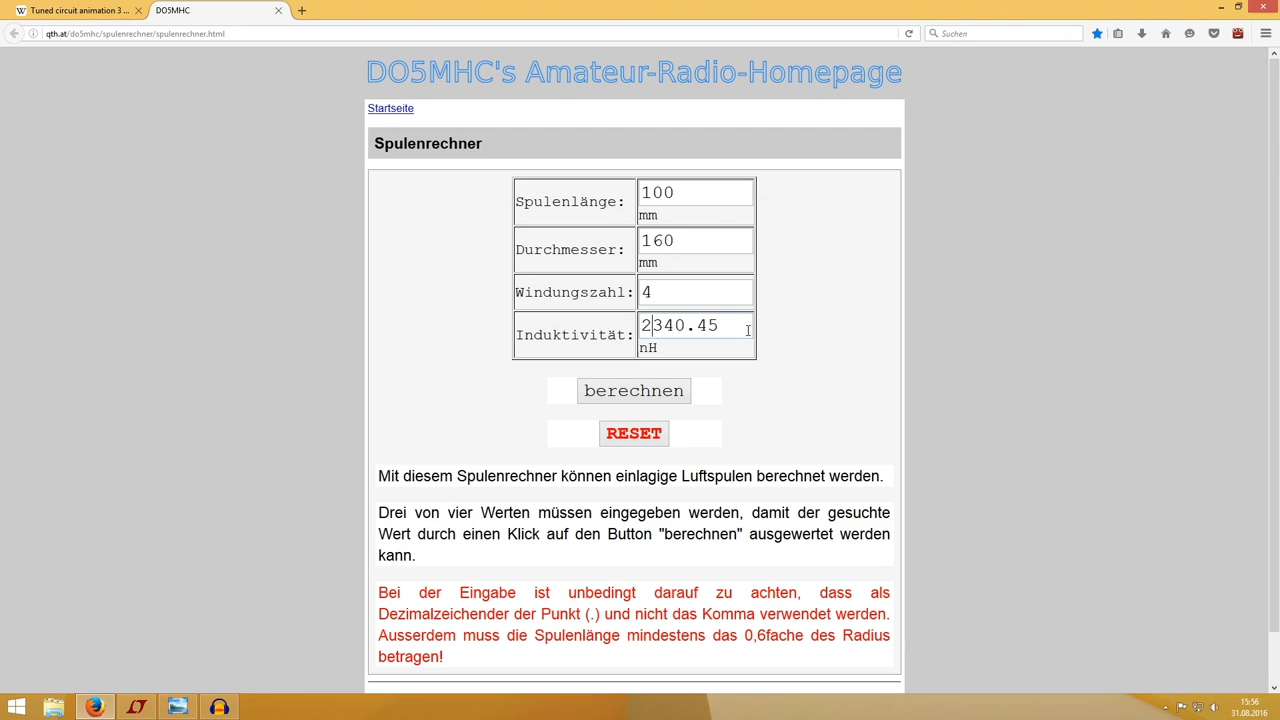 Tuned circuit animation 3 ...
DO5MHC
qth.at/do5mhc/spulenrechner/spulenrechner.html
Suchen
DO5MHC's Amateur-Radio-Homepage
Startseite
Spulenrechner
Spulenlänge: 100
mm
Durchmesser: 160
mm
Windungszahl: 4
Induktivität: 2340.45
nH
berechnen
RESET
Mit diesem Spulenrechner können einlagige Luftspulen berechnet werden.
Drei von vier Werten müssen eingegeben werden, damit der gesuchte
Wert durch einen Klick auf den Button "berechnen" ausgewertet werden
kann.
Bei der Eingabe ist unbedingt darauf zu achten, dass als
Dezimalzeichender der Punkt (.) und nicht das Komma verwendet werden.
Ausserdem muss die Spulenlänge mindestens das 0,6fache des Radius
betragen!
15:56
31.08.2016